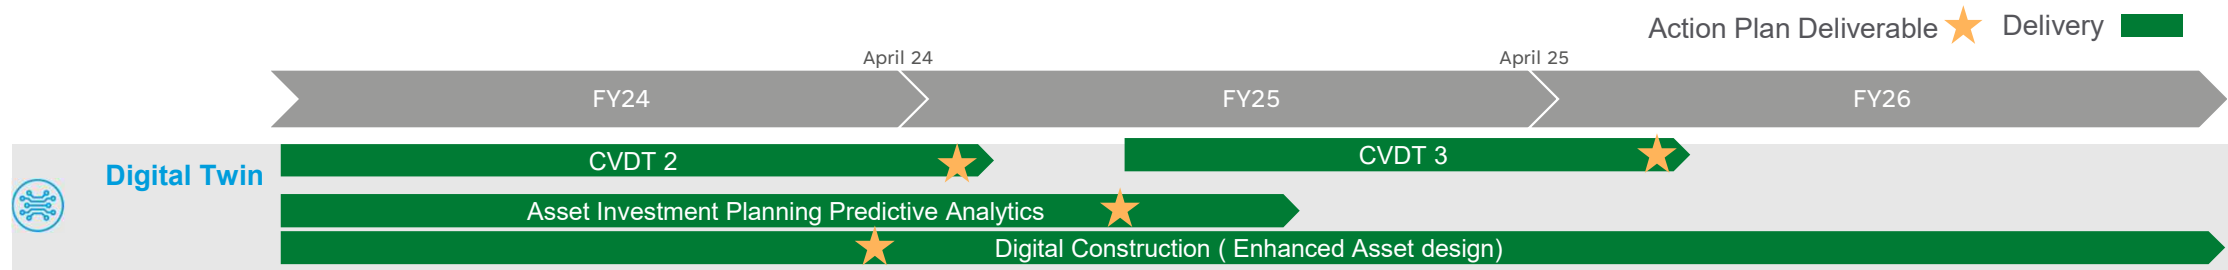 Action Plan Deliverable Delivery
April 24 April 25
FY24 FY25 FY26
Digital Twin
CVDT 2 CVDT 3
Asset Investment Planning Predictive Analytics
Digital Construction ( Enhanced Asset design)